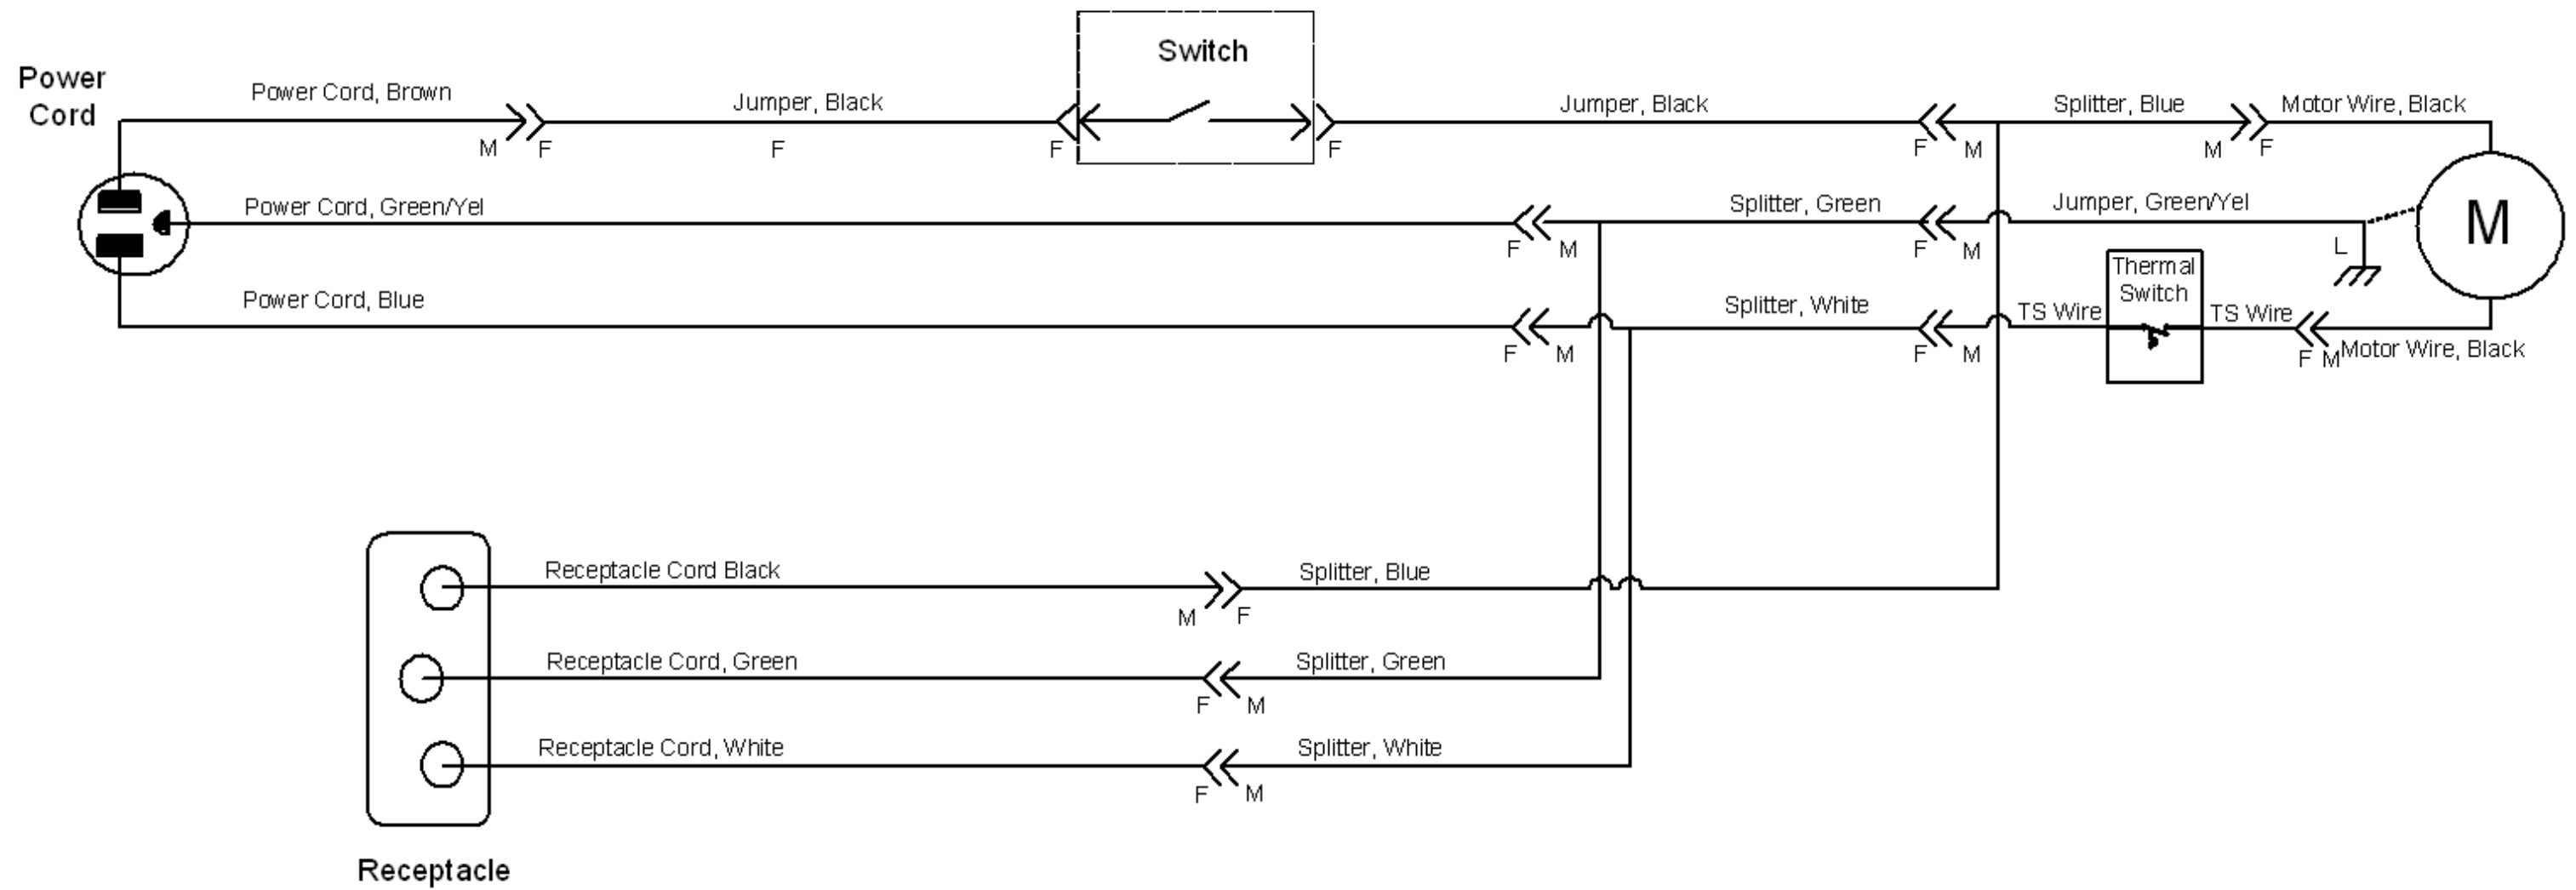 Switch
Power
Cord
Power Cord, Brown
Jumper, Black
Jumper, Black
Splitter, Blue
Motor Wire, Black
M F F F F F M M F
Power Cord, Green/Yel
Splitter, Green
Jumper, Green/Yel
M
F M F M L
Thermal
Switch
Power Cord, Blue
Splitter, White
TS Wire
TS Wire
F M F M F M
Motor Wire, Black
Receptacle Cord Black
Splitter, Blue
M F
Receptacle Cord, Green
Splitter, Green
F M
Receptacle Cord, White
Splitter, White
F M
Receptacle